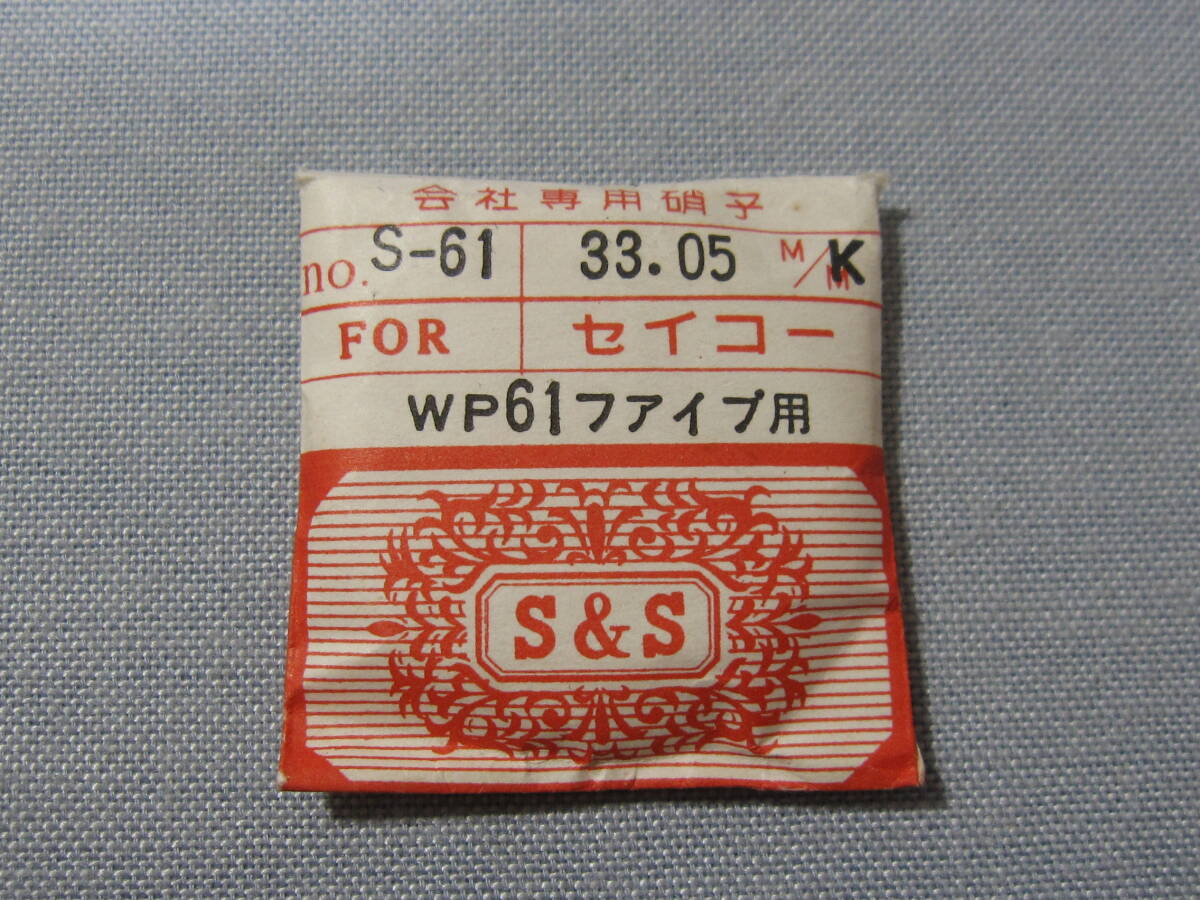 会社専用硝子
no. S-61 33.05 M/M K
FOR セイコー
WP61ファイブ用
S&S